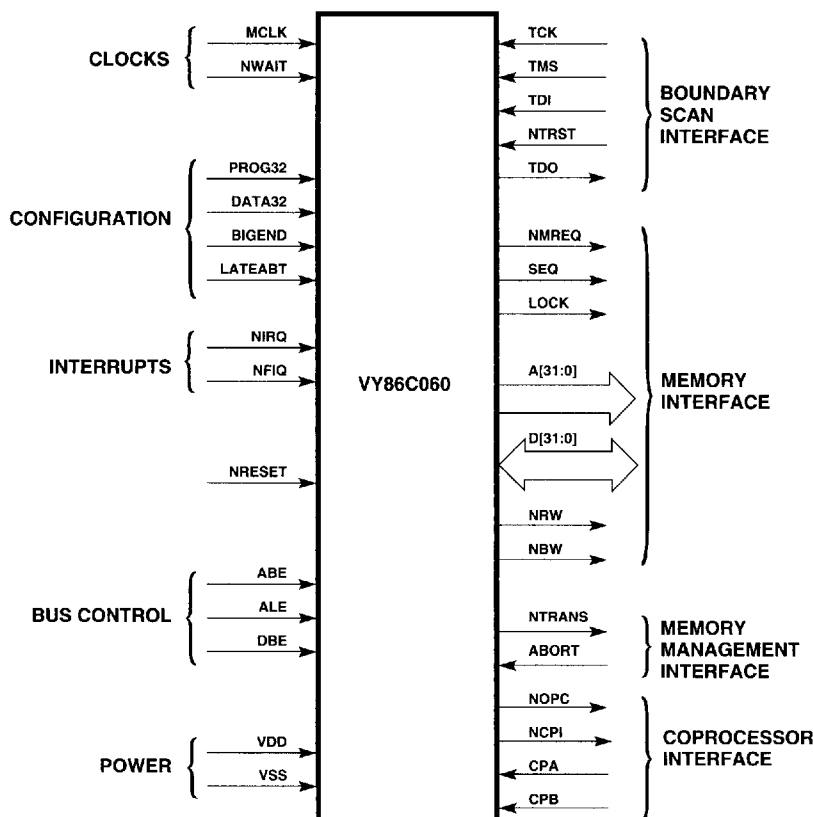 CLOCKS
MCLK
NWAIT
CONFIGURATION
PROG32
DATA32
BIGEND
LATEABT
INTERRUPTS
NIRQ
NFIQ
NRESET
BUS CONTROL
ABE
ALE
DBE
POWER
VDD
VSS
VY86C060
TCK
TMS
TDI
NTRST
TDO
BOUNDARY
SCAN
INTERFACE
NMREQ
SEQ
LOCK
A[31:0]
D[31:0]
NRW
NBW
MEMORY
INTERFACE
NTRANS
ABORT
MEMORY
MANAGEMENT
INTERFACE
NOPC
NCPI
CPA
CPB
COPROCESSOR
INTERFACE